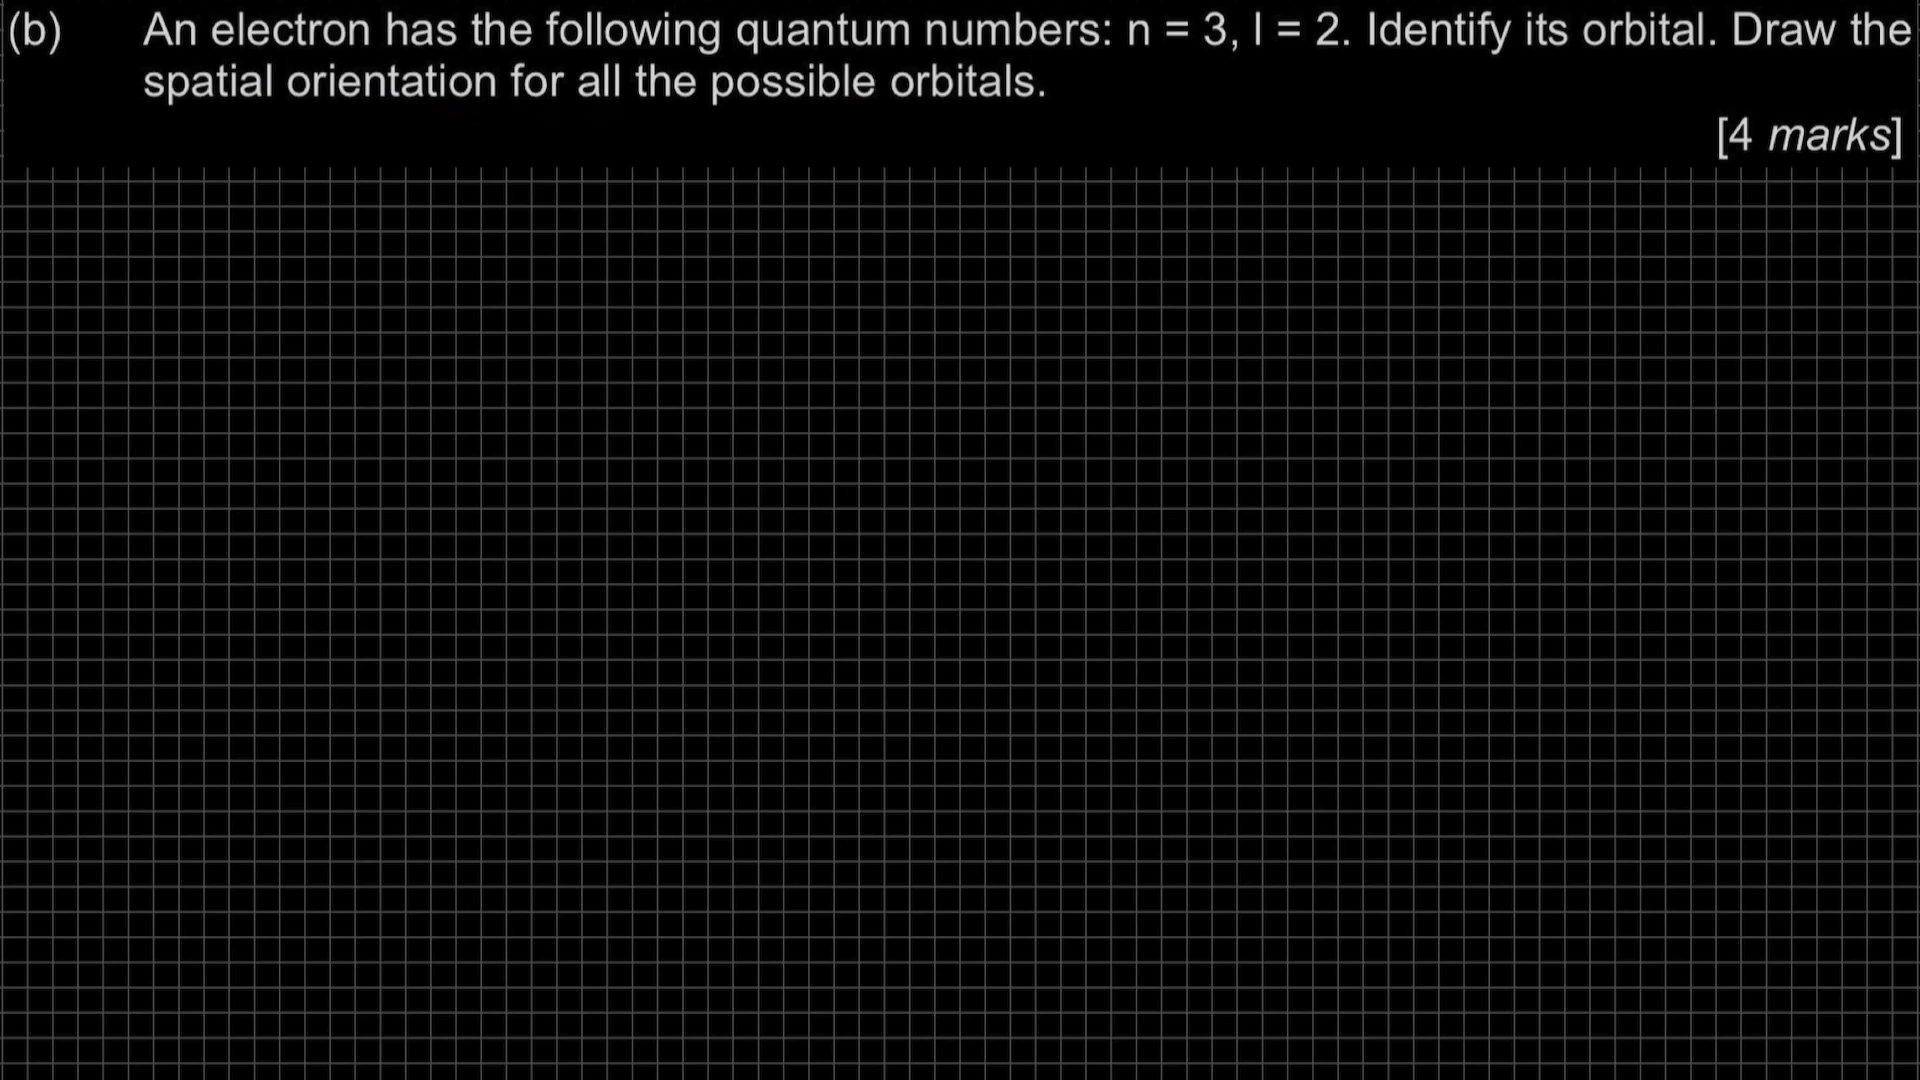 (b) An electron has the following quantum numbers: n = 3, l = 2. Identify its orbital. Draw the
spatial orientation for all the possible orbitals.
[4 marks]